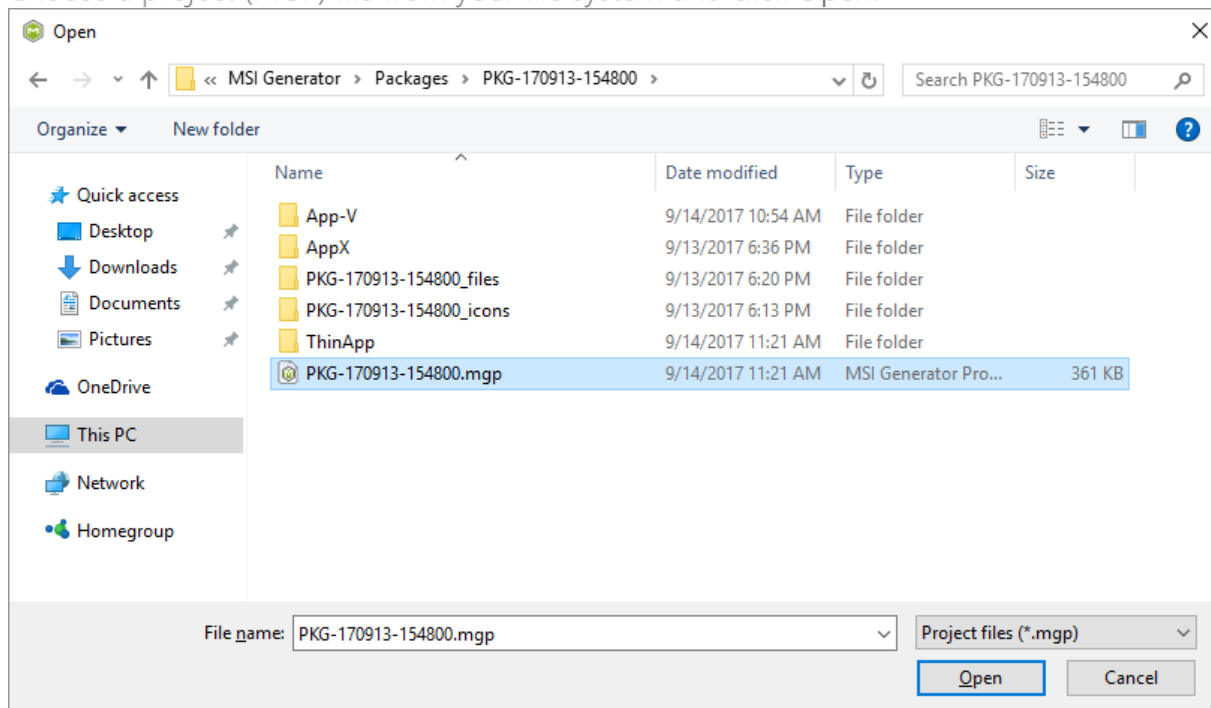 Open
« MSI Generator > Packages > PKG-170913-154800 >
Search PKG-170913-154800
Organize
New folder
Name Date modified Type Size
Quick access
Desktop
Downloads
Documents
Pictures
OneDrive
This PC
Network
Homegroup
App-V 9/14/2017 10:54 AM File folder
AppX 9/13/2017 6:36 PM File folder
PKG-170913-154800_files 9/13/2017 6:20 PM File folder
PKG-170913-154800_icons 9/13/2017 6:13 PM File folder
ThinApp 9/14/2017 11:21 AM File folder
PKG-170913-154800.mgp 9/14/2017 11:21 AM MSI Generator Pro... 361 KB
File name: PKG-170913-154800.mgp Project files (*.mgp)
Open Cancel